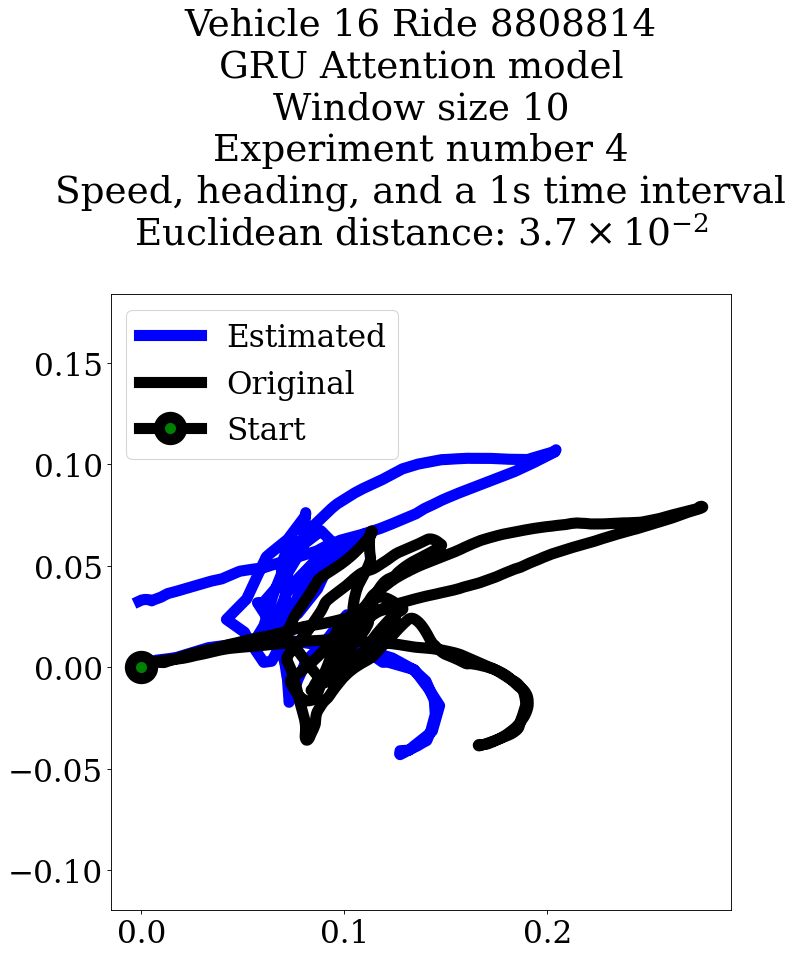 Vehicle 16 Ride 8808814
GRU Attention model
Window size 10
Experiment number 4
Speed, heading, and a 1s time interval
Euclidean distance: 3.7 × 10⁻²
Estimated
Original
Start
0.15
0.10
0.05
0.00
−0.05
−0.10
0.0 0.1 0.2